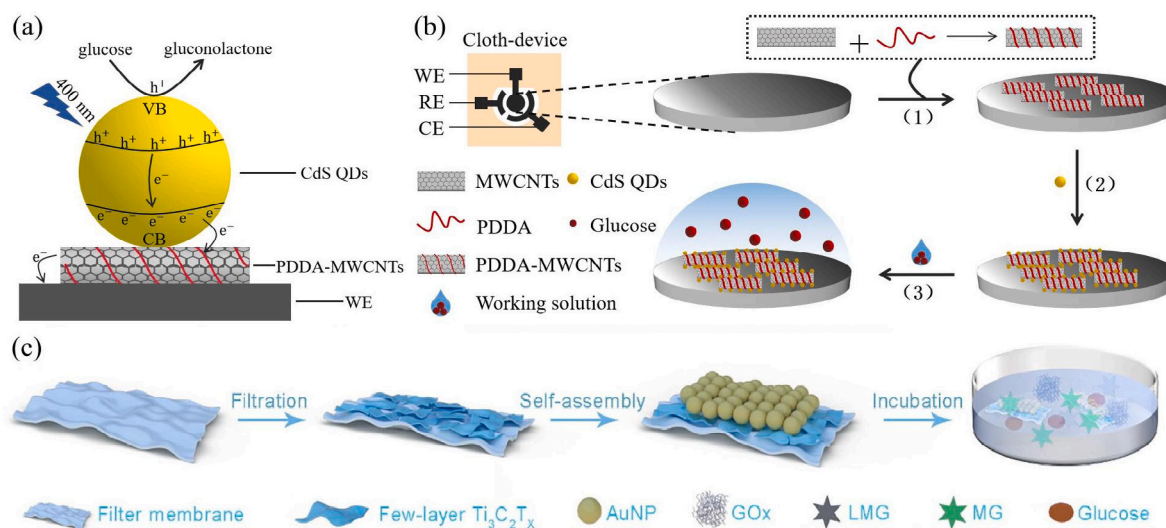 (a)
glucose
gluconolactone
h⁺
VB
400 nm
h⁺ h⁺ h⁺ h⁺ h⁺
e⁻
CdS QDs
e⁻ e⁻ e⁻ e⁻ e⁻
CB
e⁻
e⁻
PDDA-MWCNTs
WE
(b)
Cloth-device
WE
RE
CE
+
(1)
(2)
(3)
MWCNTs
CdS QDs
PDDA
Glucose
PDDA-MWCNTs
Working solution
(c)
Filtration
Self-assembly
Incubation
Filter membrane
Few-layer Ti₃C₂Tₓ
AuNP
GOx
LMG
MG
Glucose